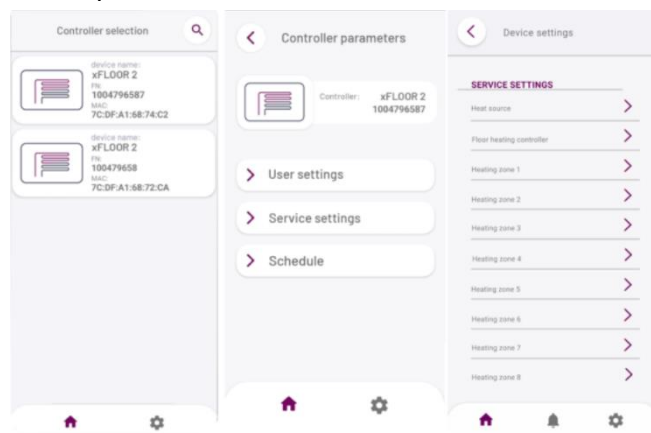 Controller selection
device name:
xFLOOR 2
FN:
1004796587
MAC:
7C:DF:A1:68:74:C2
device name:
xFLOOR 2
FN:
100479658
MAC:
7C:DF:A1:68:72:CA
Controller parameters
Controller: xFLOOR 2
1004796587
User settings
Service settings
Schedule
Device settings
SERVICE SETTINGS
Heat source
Floor heating controller
Heating zone 1
Heating zone 2
Heating zone 3
Heating zone 4
Heating zone 5
Heating zone 6
Heating zone 7
Heating zone 8